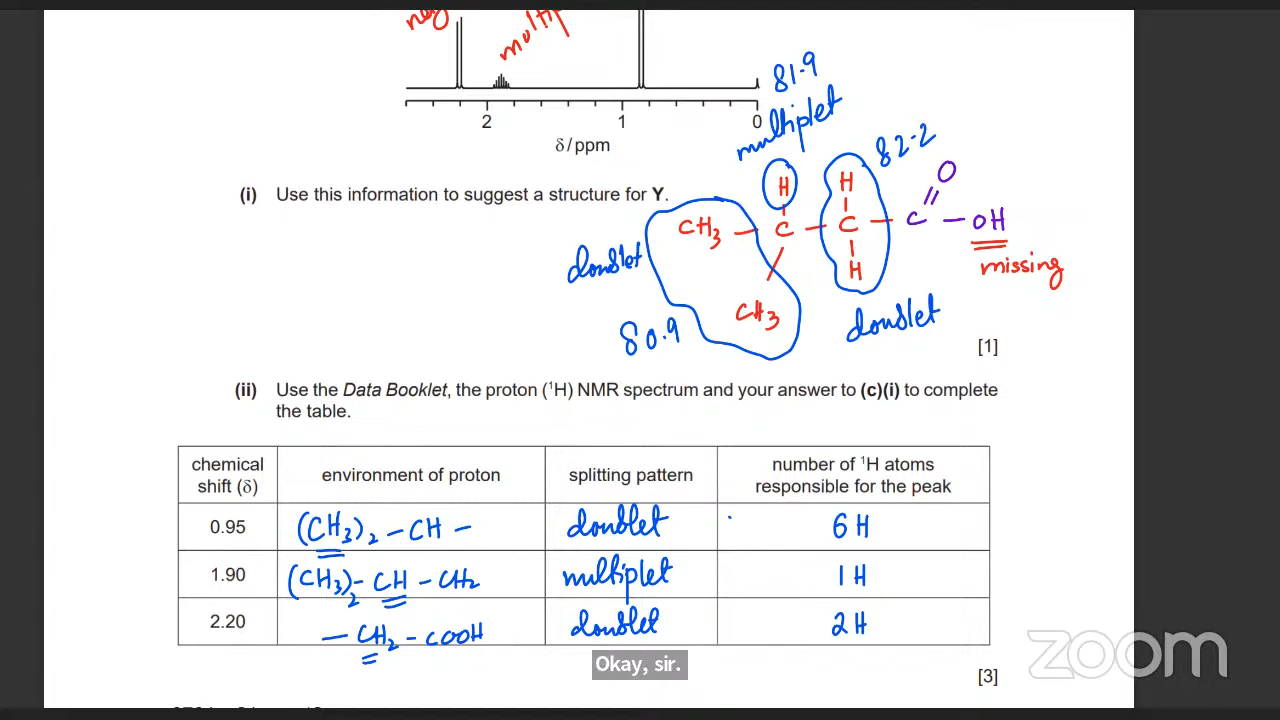 multip
2 1 0
δ/ppm
δ1.9
multiplet
δ2.2
(i) Use this information to suggest a structure for Y.
H H O
CH3 — C — C — C — OH
H
missing
CH3
doublet
δ0.9
doublet
[1]
(ii) Use the Data Booklet, the proton (¹H) NMR spectrum and your answer to (c)(i) to complete
the table.
chemical shift (δ) environment of proton splitting pattern number of ¹H atoms responsible for the peak
0.95 (CH3)2 – CH – doublet 6H
1.90 (CH3)2 – CH – CH2 multiplet 1H
2.20 – CH2 – COOH doublet 2H
Okay, sir.
zoom
[3]